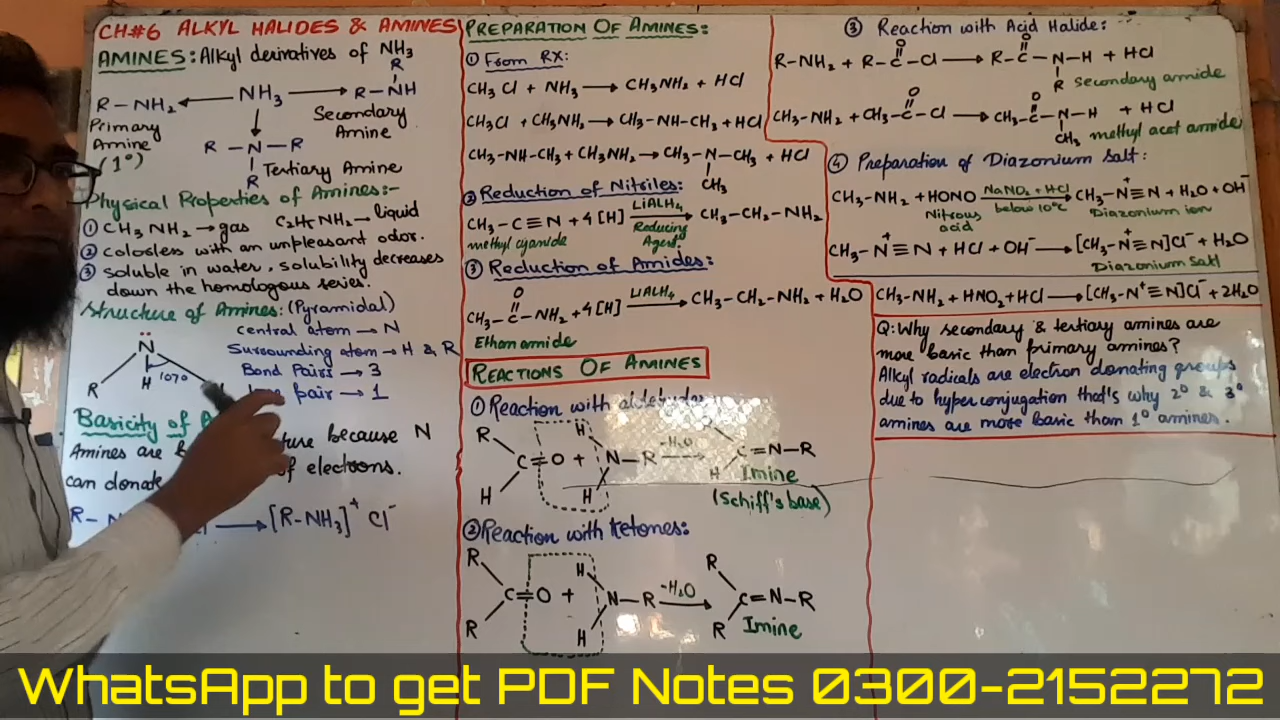 CH#6 ALKYL HALIDES & AMINES
AMINES: Alkyl derivatives of NH₃
R
R-NH₂ ← NH₃ → R-NH
Primary
Amine
(1°)
Secondary
Amine
R-N-R
R
Tertiary Amine
Physical Properties of Amines:-
① CH₃NH₂ → gas C₂H₅NH₂ → liquid
② colorless with an unpleasant odor.
③ soluble in water, solubility decreases
down the homologous series.
Structure of Amines: (Pyramidal)
central atom → N
Surrounding atom → H & R
Bond Pairs → 3
pair → 1
N
R H 107°
Basicity of
Amines are because N
can donate of electrons.
R- → [R-NH₃]⁺ Cl⁻
PREPARATION OF AMINES:
① From RX:
CH₃Cl + NH₃ → CH₃NH₂ + HCl
CH₃Cl + CH₃NH₂ → CH₃-NH-CH₃ + HCl
CH₃-NH-CH₃ + CH₃NH₂ → CH₃-N-CH₃ + HCl
CH₃
② Reduction of Nitriles:
CH₃-C≡N + 4[H] LiAlH₄→ CH₃-CH₂-NH₂
methyl cyanide Reducing
Agent.
③ Reduction of Amides:
O
CH₃-C-NH₂ + 4[H] LiAlH₄→ CH₃-CH₂-NH₂ + H₂O
Ethanamide
REACTIONS OF AMINES
① Reaction with aldehydes
R H
C=O + N-R -H₂O→ C=N-R
H H H
Imine
(Schiff's base)
② Reaction with ketones:
R H R
C=O + N-R -H₂O→ C=N-R
R H R Imine
③ Reaction with Acid Halide:
O O
R-NH₂ + R-C-Cl → R-C-N-H + HCl
R
secondary amide
O O
CH₃-NH₂ + CH₃-C-Cl → CH₃-C-N-H + HCl
CH₃ methyl acet amide
④ Preparation of Diazonium Salt:
CH₃-NH₂ + HONO NaNO₂+HCl→ CH₃-N⁺≡N + H₂O + OH⁻
Nitrous
acid
below 10°C
Diazonium ion
CH₃-N⁺≡N + HCl + OH⁻ → [CH₃-N⁺≡N]Cl⁻ + H₂O
Diazonium Salt
CH₃-NH₂ + HNO₂ + HCl → [CH₃-N⁺≡N]Cl⁻ + 2H₂O
Q: Why secondary & tertiary amines are
more basic than primary amines?
Alkyl radicals are electron donating groups
due to hyper conjugation that's why 2° & 3°
amines are more basic than 1° amines.
WhatsApp to get PDF Notes 0300-2152272